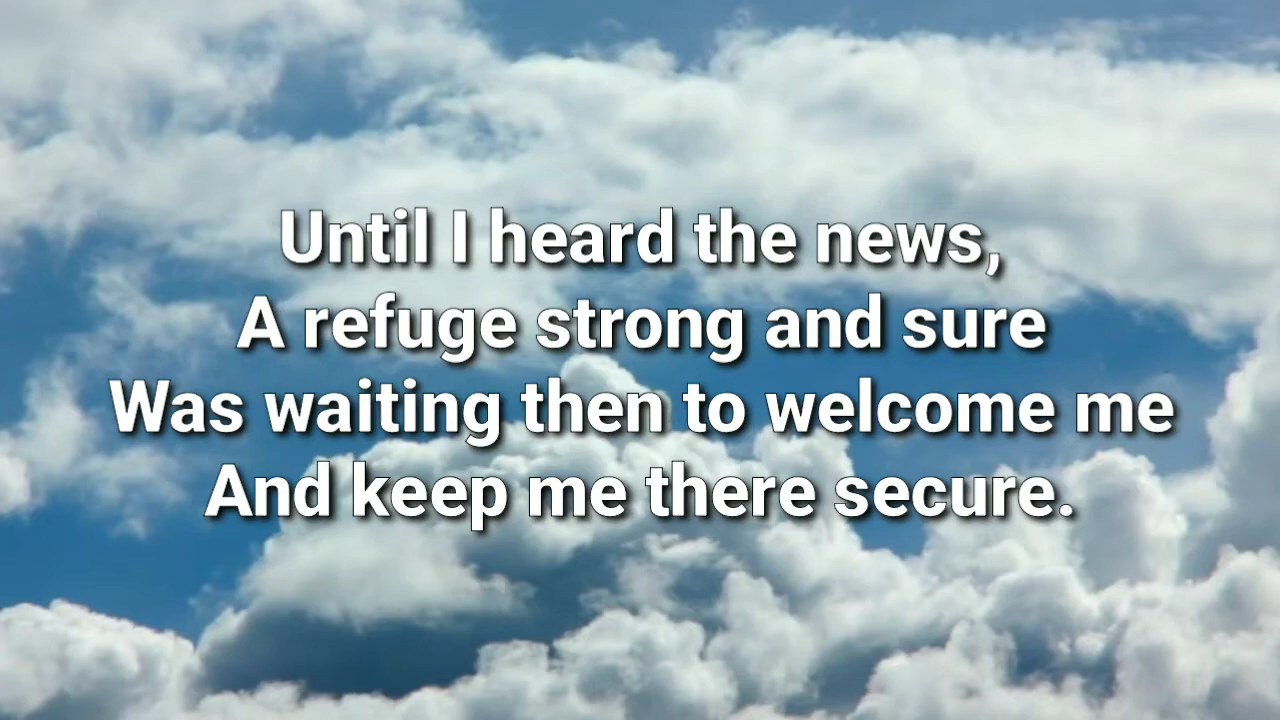 Until I heard the news,
A refuge strong and sure
Was waiting then to welcome me
And keep me there secure.